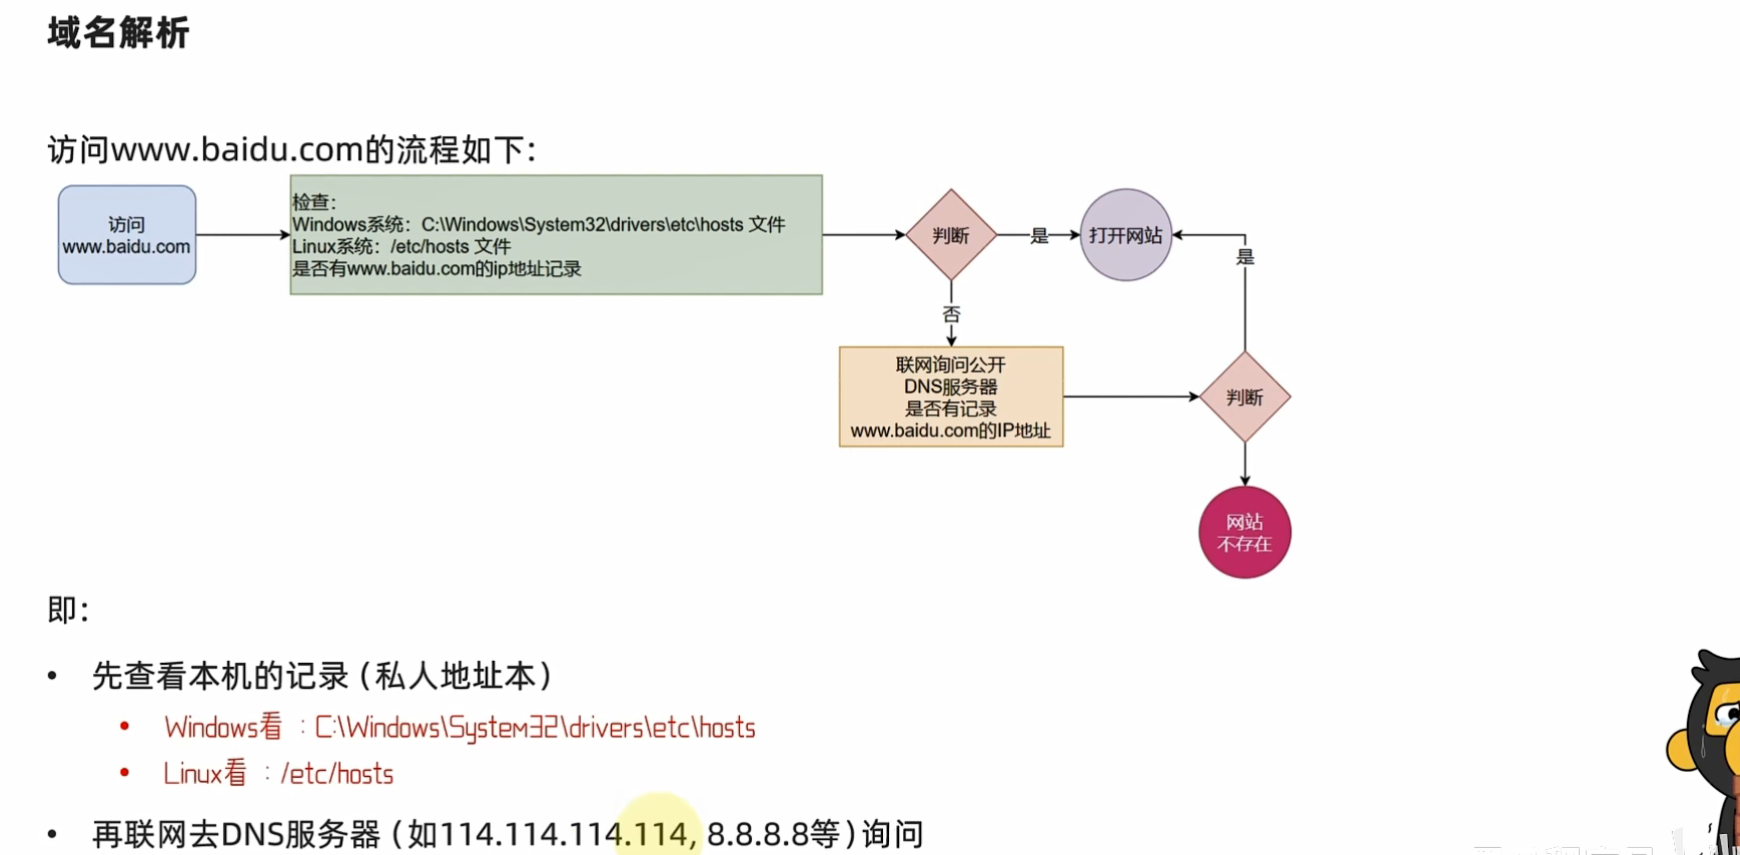 域名解析
访问www.baidu.com的流程如下：
访问
www.baidu.com
检查：
Windows系统：C:\Windows\System32\drivers\etc\hosts 文件
Linux系统：/etc/hosts 文件
是否有www.baidu.com的ip地址记录
判断
是
打开网站
是
否
联网询问公开
DNS服务器
是否有记录
www.baidu.com的IP地址
判断
网站
不存在
即：
• 先查看本机的记录（私人地址本）
• Windows看：C:\Windows\System32\drivers\etc\hosts
• Linux看：/etc/hosts
• 再联网去DNS服务器（如114.114.114.114, 8.8.8.8等）询问